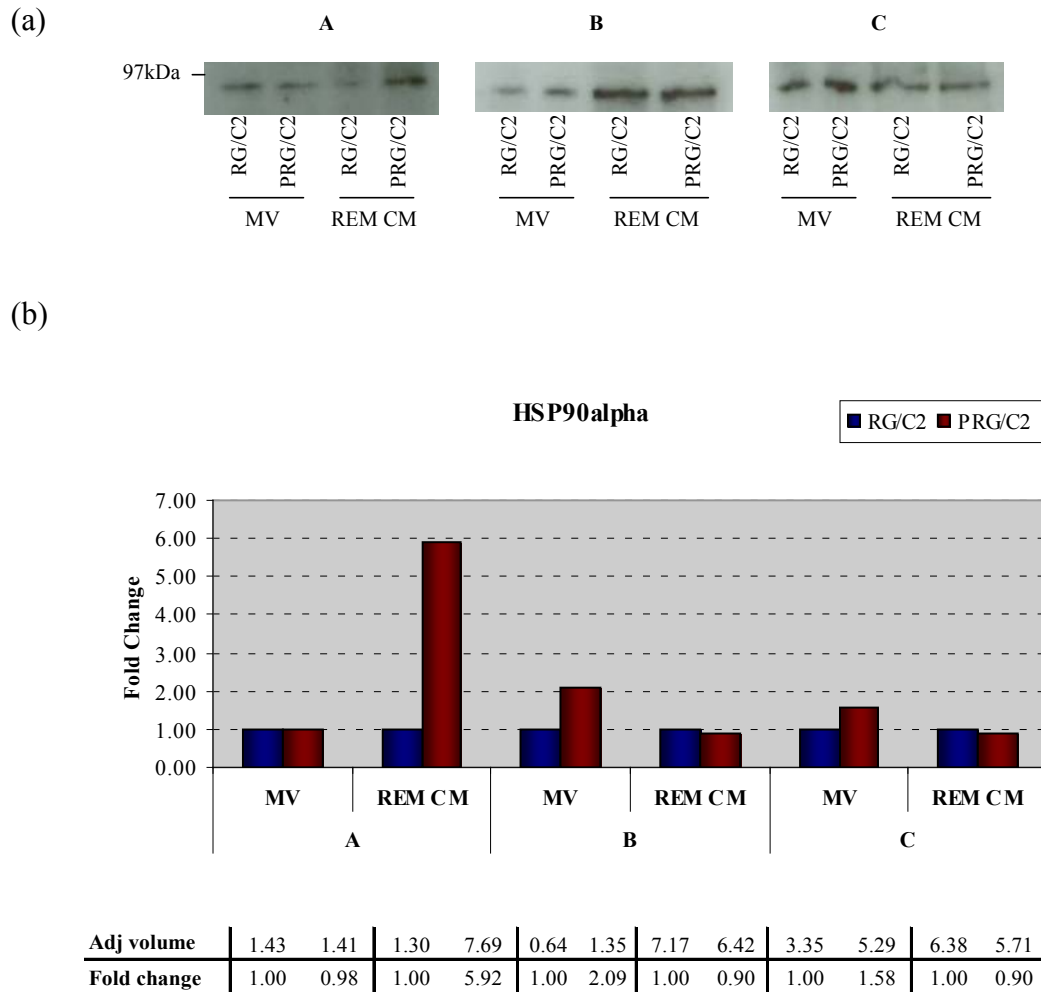 (a)
A B C
97kDa
RG/C2 PRG/C2 RG/C2 PRG/C2 RG/C2 PRG/C2 RG/C2 PRG/C2 RG/C2 PRG/C2 RG/C2 PRG/C2
MV REM CM MV REM CM MV REM CM
(b)
HSP90alpha
RG/C2 PRG/C2
Fold Change
7.00
6.00
5.00
4.00
3.00
2.00
1.00
0.00
MV REM CM MV REM CM MV REM CM
A B C
Adj volume 1.43 1.41 1.30 7.69 0.64 1.35 7.17 6.42 3.35 5.29 6.38 5.71
Fold change 1.00 0.98 1.00 5.92 1.00 2.09 1.00 0.90 1.00 1.58 1.00 0.90